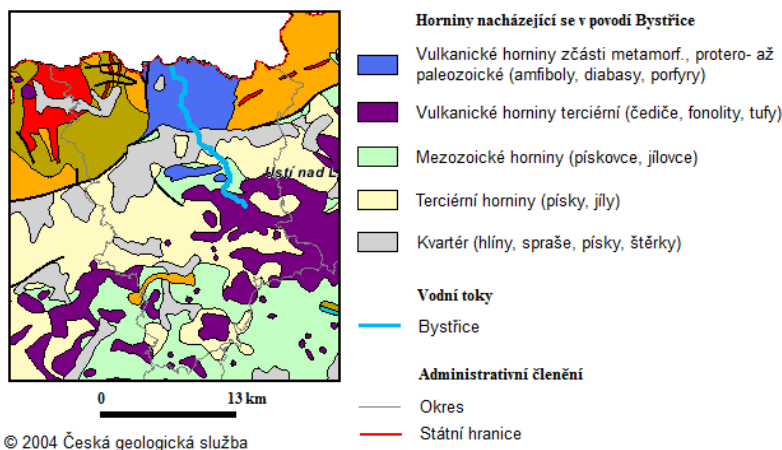 Horniny nacházející se v povodí Bystřice
Vulkanické horniny zčásti metamorf., protero- až
paleozoické (amfiboly, diabasy, porfyry)
Vulkanické horniny terciérní (čediče, fonolity, tufy)
Mezozoické horniny (pískovce, jílovce)
Ustí nad L
Terciérní horniny (písky, jíly)
Kvartér (hlíny, spraše, písky, štěrky)
Vodní toky
Bystřice
Administrativní členění
0 13 km
Okres
Státní hranice
© 2004 Česká geologická služba